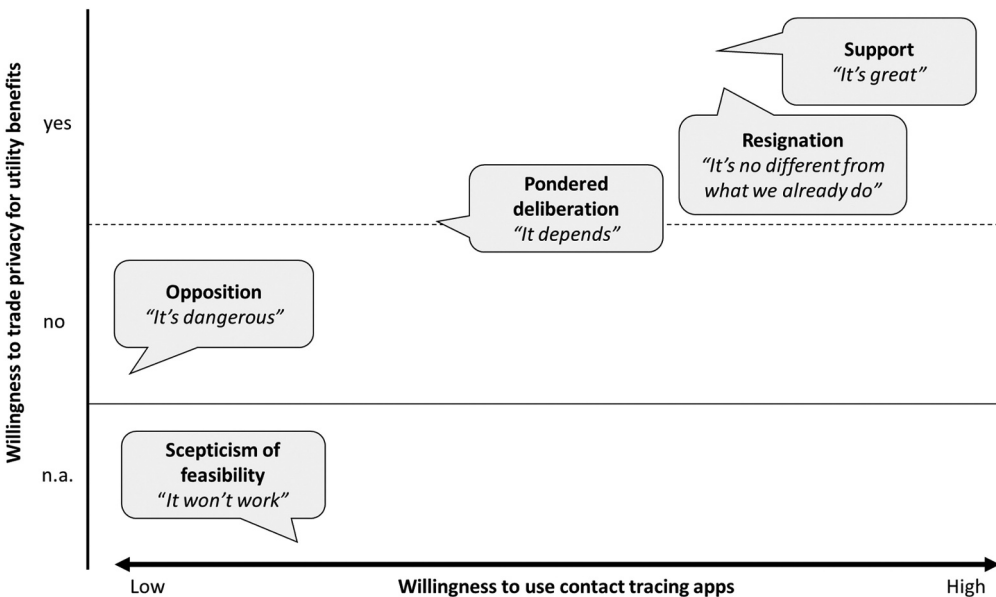 Willingness to trade privacy for utility benefits
yes
no
n.a.
Support
“It’s great”
Resignation
“It’s no different from
what we already do”
Pondered
deliberation
“It depends”
Opposition
“It’s dangerous”
Scepticism of
feasibility
“It won’t work”
Low
Willingness to use contact tracing apps
High